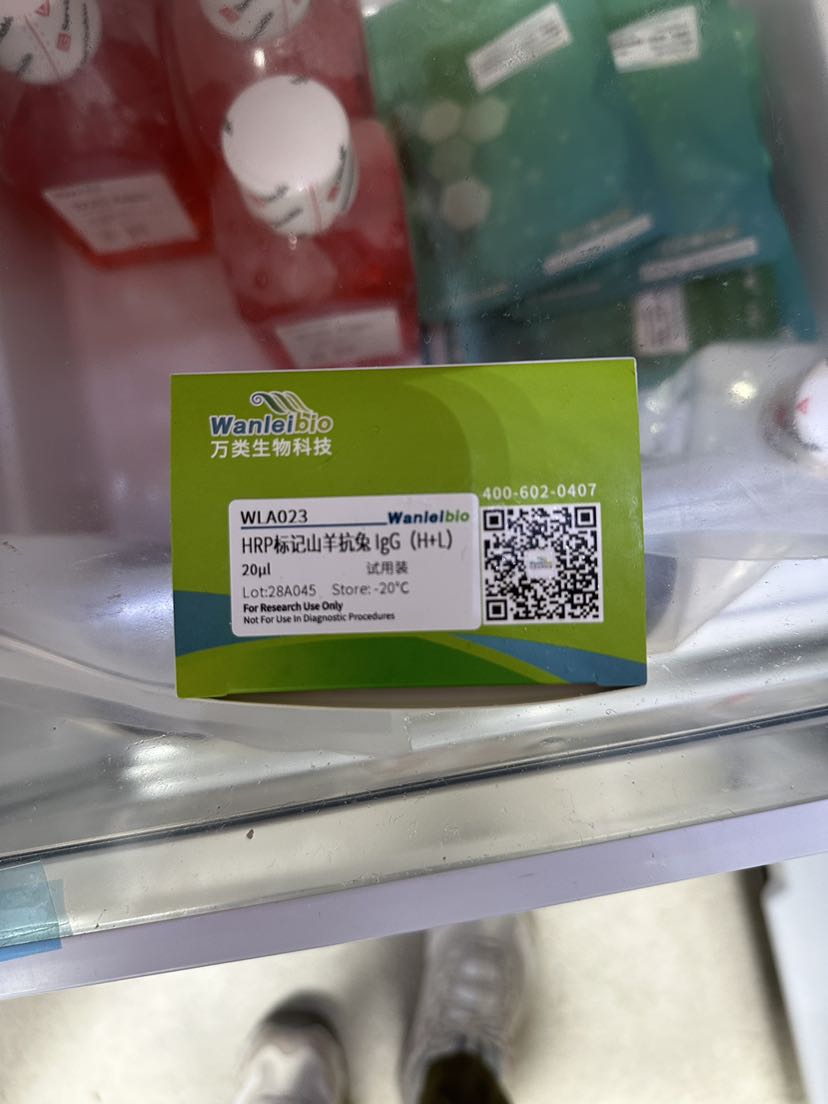 Wanleibio
万类生物科技
400-602-0407
WLA023 Wanleibio
HRP标记山羊抗兔 IgG（H+L）
20μl 试用装
Lot:28A045 Store: -20°C
For Research Use Only
Not For Use In Diagnostic Procedures